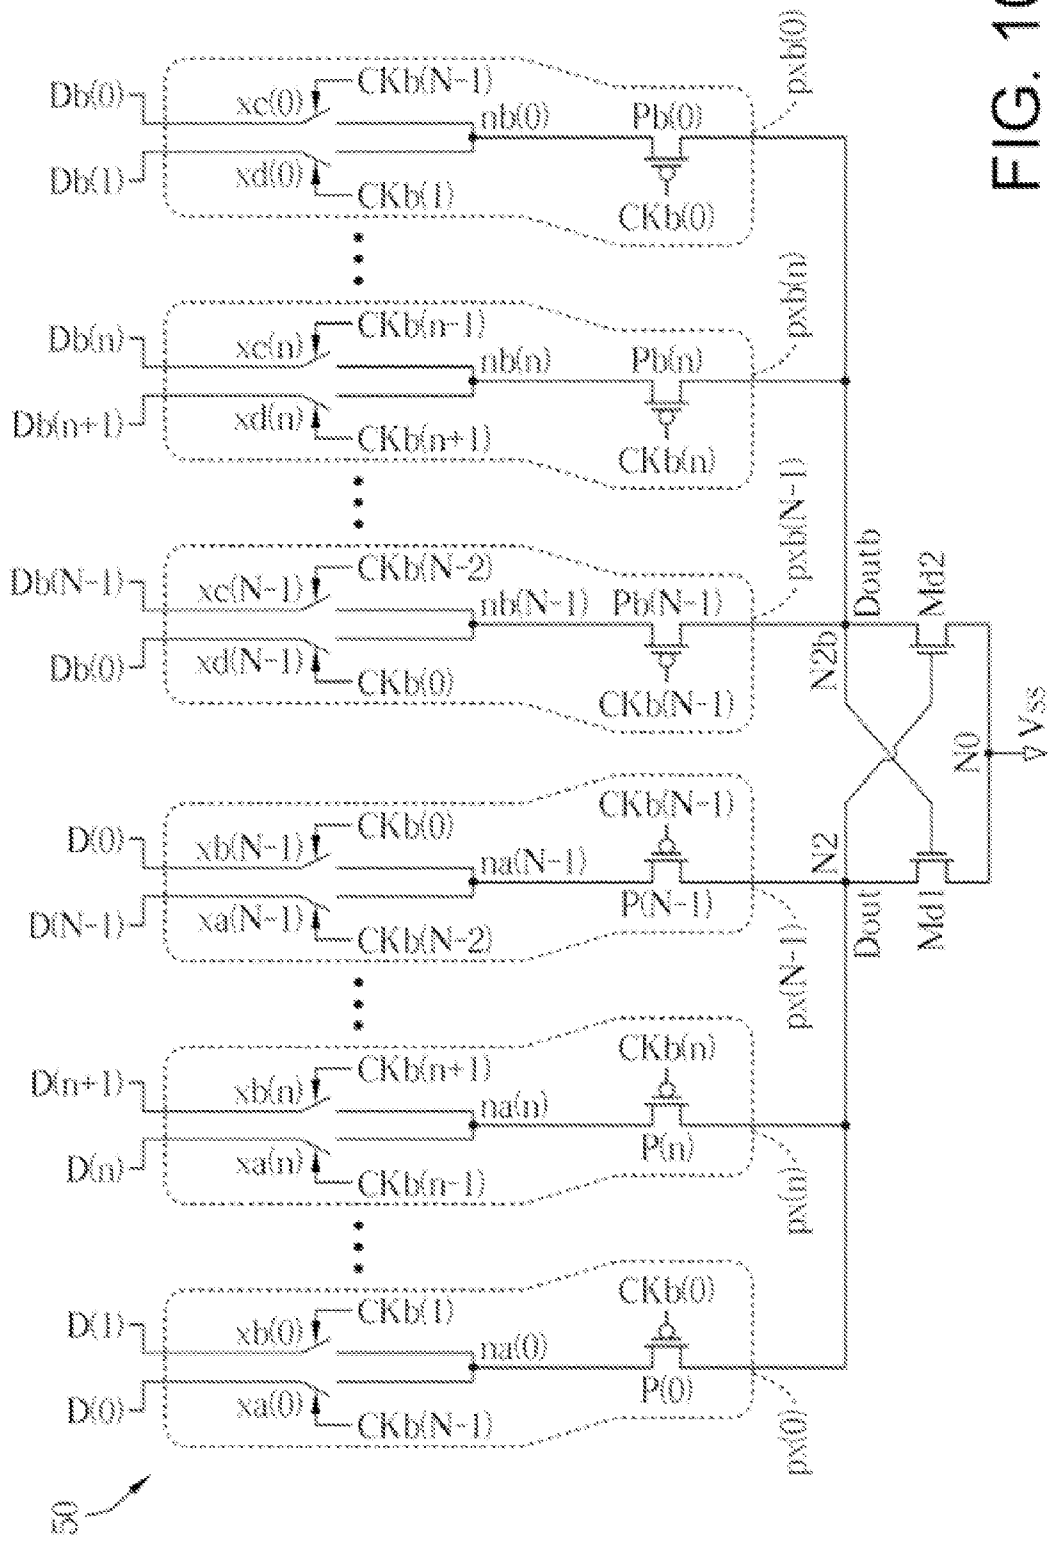 50
D(0)
D(1)
D(n)
D(n+1)
D(N-1)
D(0)
Db(0)
Db(N-1)
Db(n+1)
Db(n)
Db(1)
Db(0)
xa(0)
xb(0)
xa(n)
xb(n)
xa(N-1)
xb(N-1)
xd(N-1)
xc(N-1)
xd(n)
xc(n)
xd(0)
xc(0)
CKb(N-1)
CKb(1)
CKb(n-1)
CKb(n+1)
CKb(N-2)
CKb(0)
CKb(0)
CKb(N-2)
CKb(n+1)
CKb(n-1)
CKb(1)
CKb(N-1)
na(0)
na(n)
na(N-1)
nb(N-1)
nb(n)
nb(0)
P(0)
CKb(0)
P(n)
CKb(n)
P(N-1)
CKb(N-1)
CKb(N-1)
Pb(N-1)
CKb(n)
Pb(n)
CKb(0)
Pb(0)
px(0)
px(n)
px(N-1)
pxb(N-1)
pxb(n)
pxb(0)
N2
N2b
Dout
Doutb
Md1
Md2
N0
Vss